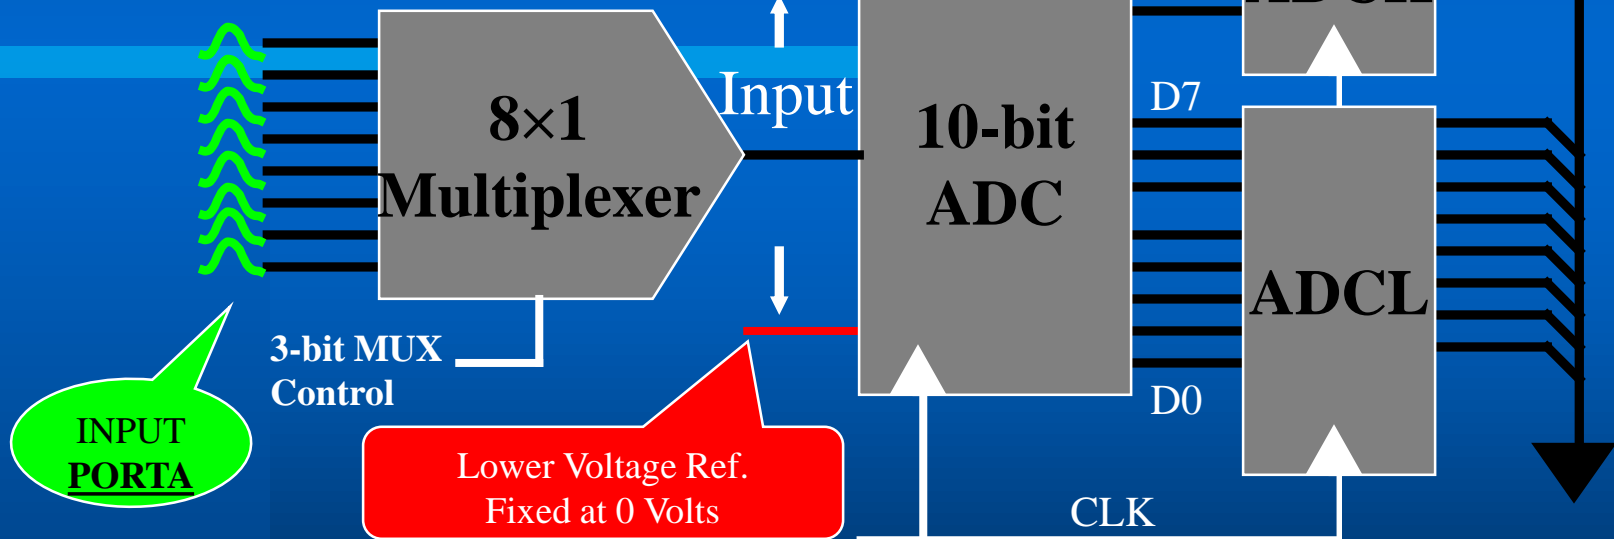 8×1
Multiplexer
Input
10-bit
ADC
D7
ADCL
D0
3-bit MUX
Control
INPUT
PORTA
Lower Voltage Ref.
Fixed at 0 Volts
CLK